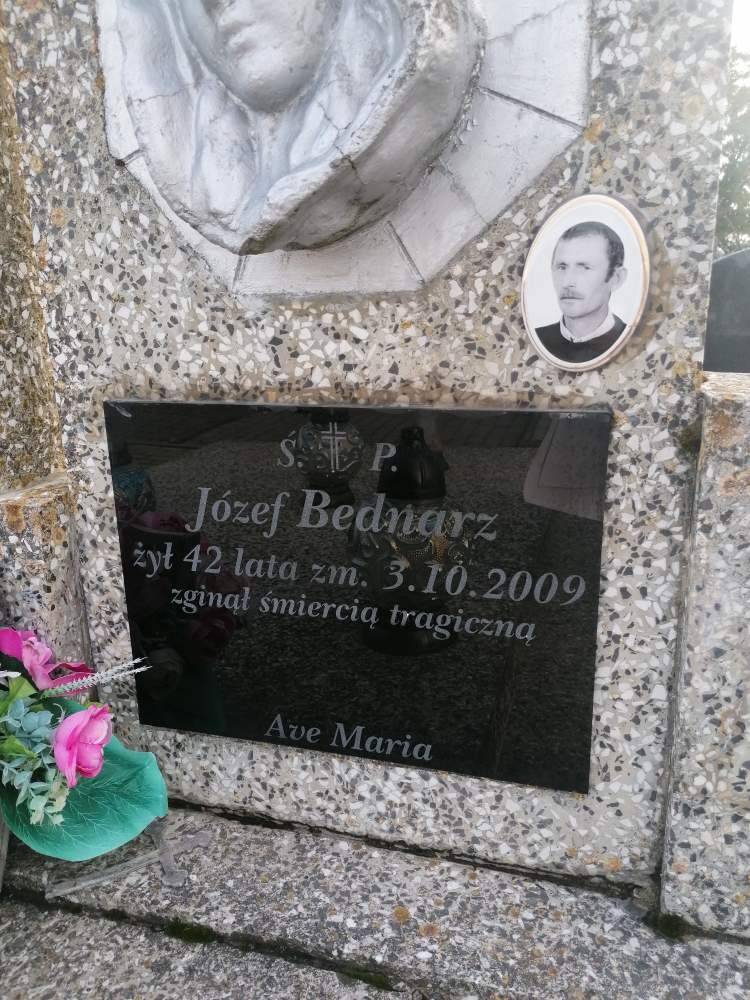 S. P.
Józef Bednarz
żył 42 lata zm. 3.10.2009
zginął śmiercią tragiczną
Ave Maria